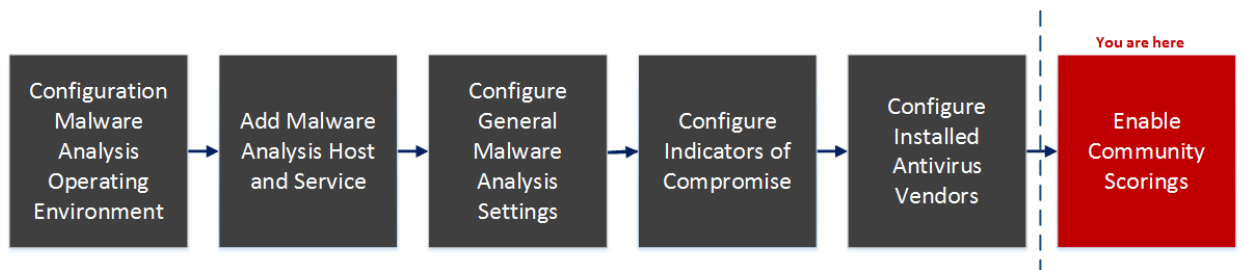 You are here
Configuration
Malware
Analysis
Operating
Environment
Add Malware
Analysis Host
and Service
Configure
General
Malware
Analysis
Settings
Configure
Indicators of
Compromise
Configure
Installed
Antivirus
Vendors
Enable
Community
Scorings